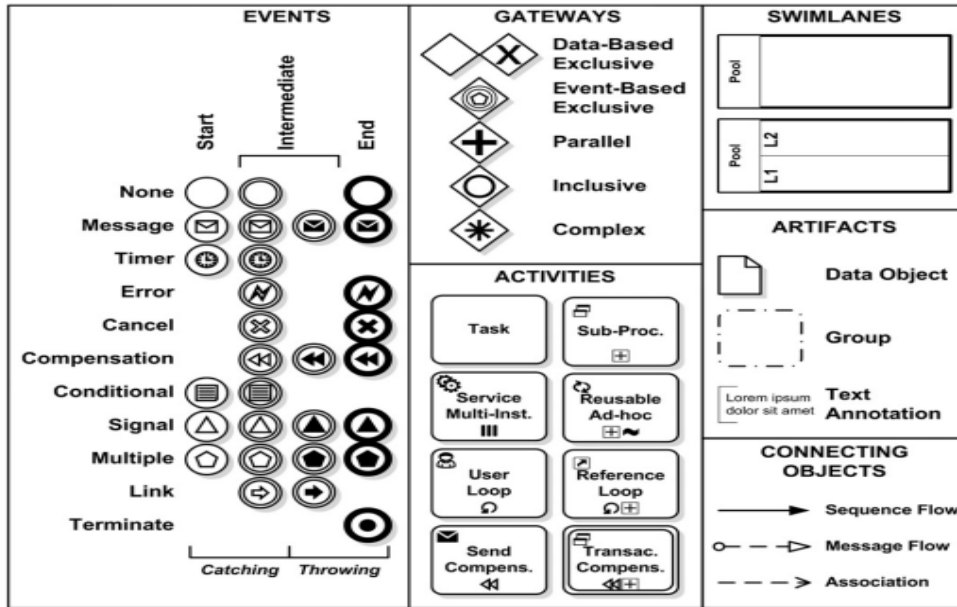 EVENTS
Start
Intermediate
End
None
Message
Timer
Error
Cancel
Compensation
Conditional
Signal
Multiple
Link
Terminate
Catching
Throwing
GATEWAYS
Data-Based
Exclusive
Event-Based
Exclusive
Parallel
Inclusive
Complex
ACTIVITIES
Task
Sub-Proc.
Service
Multi-Inst.
Reusable
Ad-hoc
User
Loop
Reference
Loop
Send
Compens.
Transac.
Compens.
SWIMLANES
Pool
Pool
L2
L1
ARTIFACTS
Data Object
Group
Lorem ipsum
dolor sit amet
Text
Annotation
CONNECTING
OBJECTS
Sequence Flow
Message Flow
Association